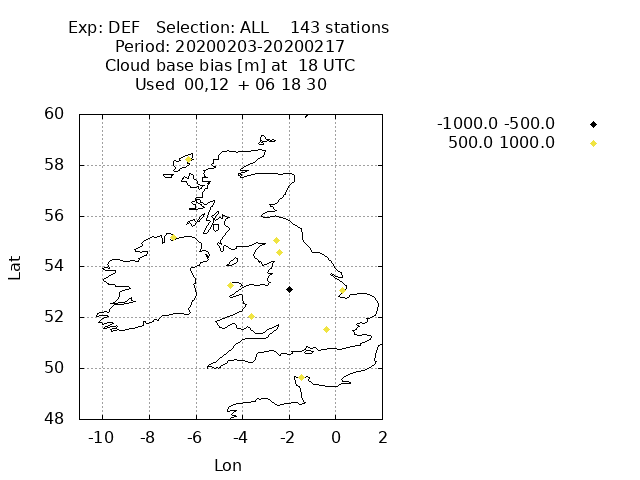 Exp: DEF Selection: ALL 143 stations
Period: 20200203-20200217
Cloud base bias [m] at 18 UTC
Used 00,12 + 06 18 30
-1000.0 -500.0
500.0 1000.0
60
58
56
54
52
50
48
Lat
-10 -8 -6 -4 -2 0 2
Lon